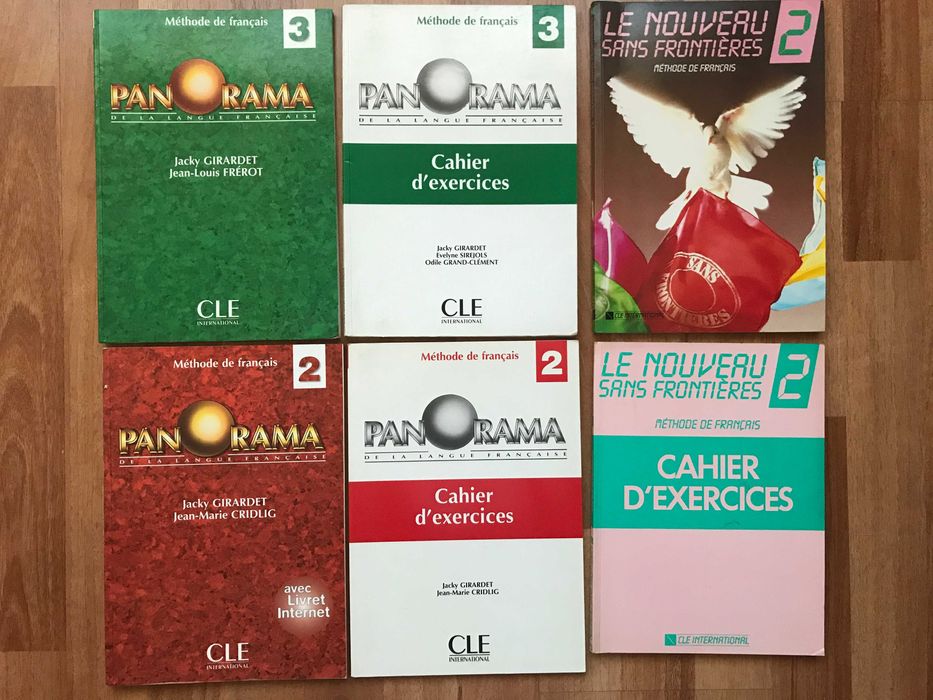 Méthode de français
3
PANORAMA
DE LA LANGUE FRANÇAISE
Jacky GIRARDET
Jean-Louis FRÉROT
CLE
INTERNATIONAL
Méthode de français
3
PANORAMA
DE LA LANGUE FRANÇAISE
Cahier
d'exercices
Jacky GIRARDET
Evelyne SIREJOLS
Odile GRAND-CLÉMENT
CLE
INTERNATIONAL
LE NOUVEAU
SANS FRONTIÈRES
2
MÉTHODE DE FRANÇAIS
SANS
FRONTIERES
CLE INTERNATIONAL
Méthode de français
2
PANORAMA
DE LA LANGUE FRANÇAISE
Jacky GIRARDET
Jean-Marie CRIDLIG
avec
Livret
Internet
CLE
INTERNATIONAL
Méthode de français
2
PANORAMA
DE LA LANGUE FRANÇAISE
Cahier
d'exercices
Jacky GIRARDET
Jean-Marie CRIDLIG
CLE
INTERNATIONAL
LE NOUVEAU
SANS FRONTIÈRES
2
MÉTHODE DE FRANÇAIS
CAHIER
D'EXERCICES
CLE INTERNATIONAL